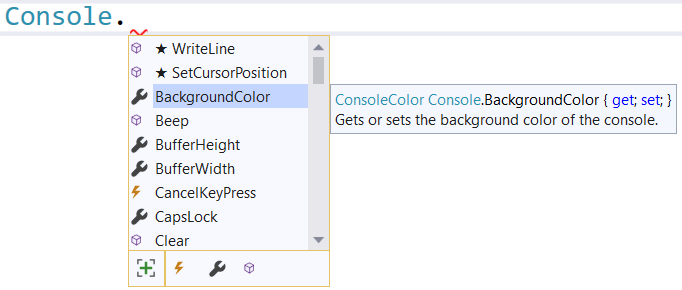 Console.
★ WriteLine
★ SetCursorPosition
BackgroundColor
ConsoleColor Console.BackgroundColor { get; set; }
Gets or sets the background color of the console.
Beep
BufferHeight
BufferWidth
CancelKeyPress
CapsLock
Clear